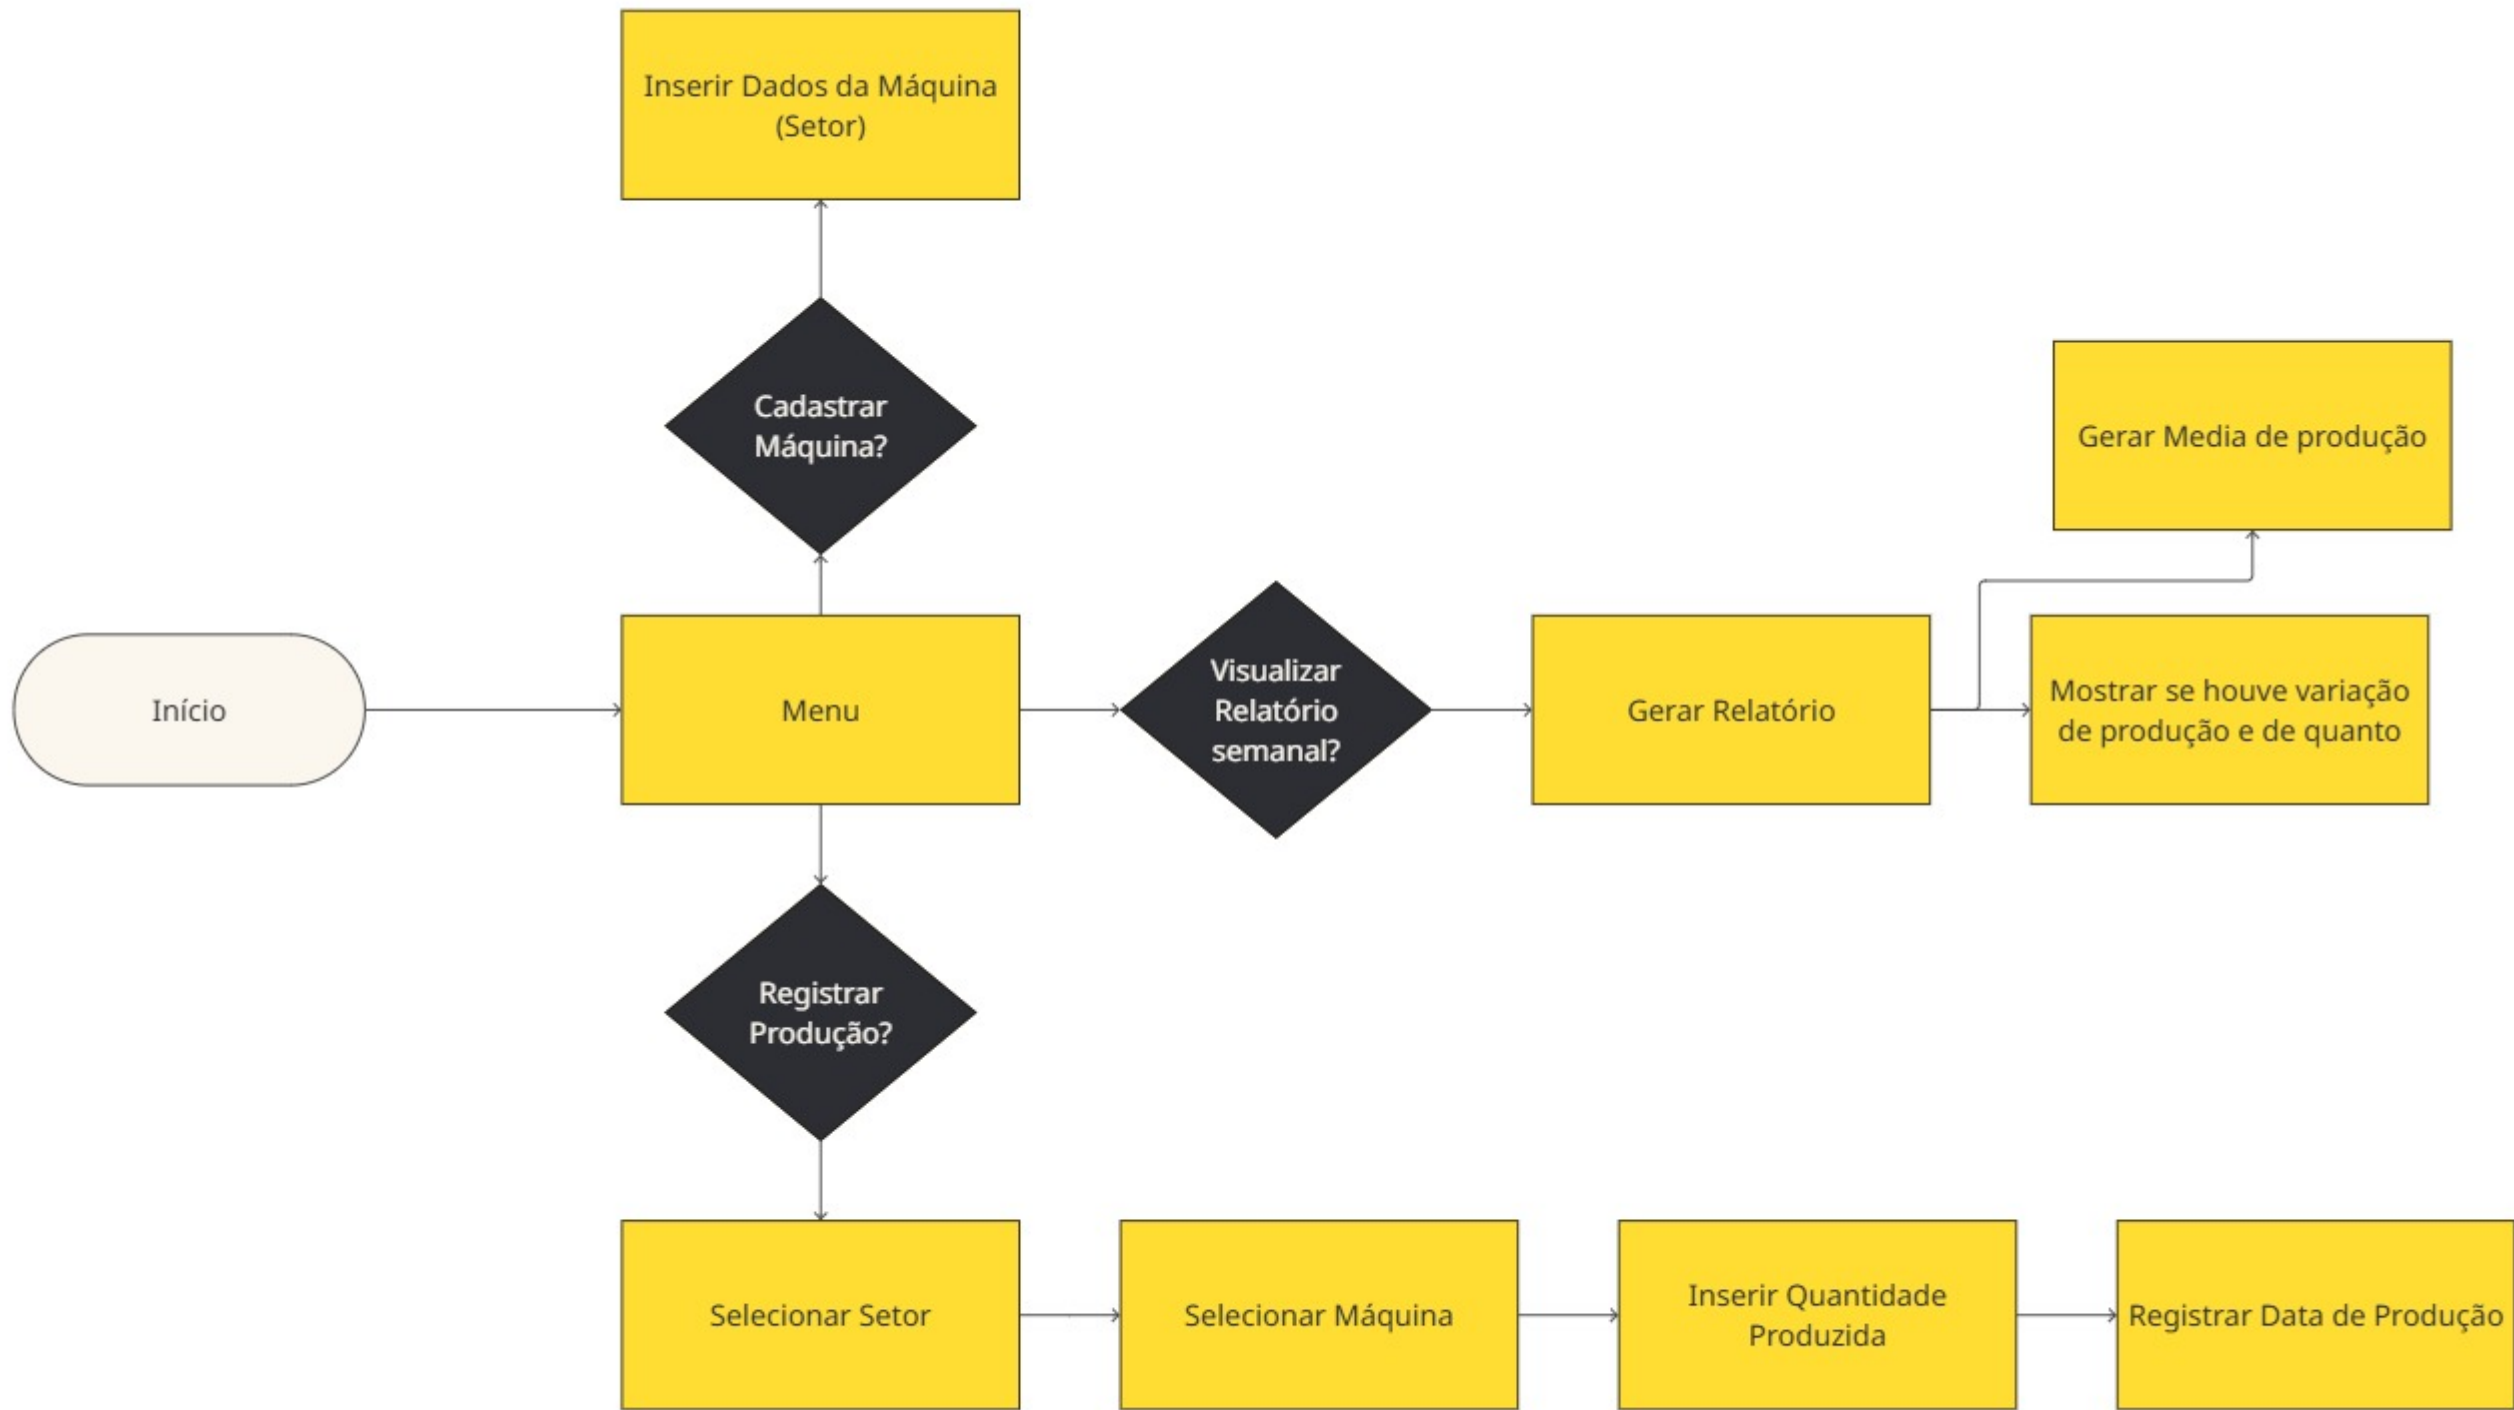 Inserir Dados da Máquina
(Setor)
Cadastrar
Máquina?
Gerar Media de produção
Início
Menu
Visualizar
Relatório
semanal?
Gerar Relatório
Mostrar se houve variação
de produção e de quanto
Registrar
Produção?
Selecionar Setor
Selecionar Máquina
Inserir Quantidade
Produzida
Registrar Data de Produção